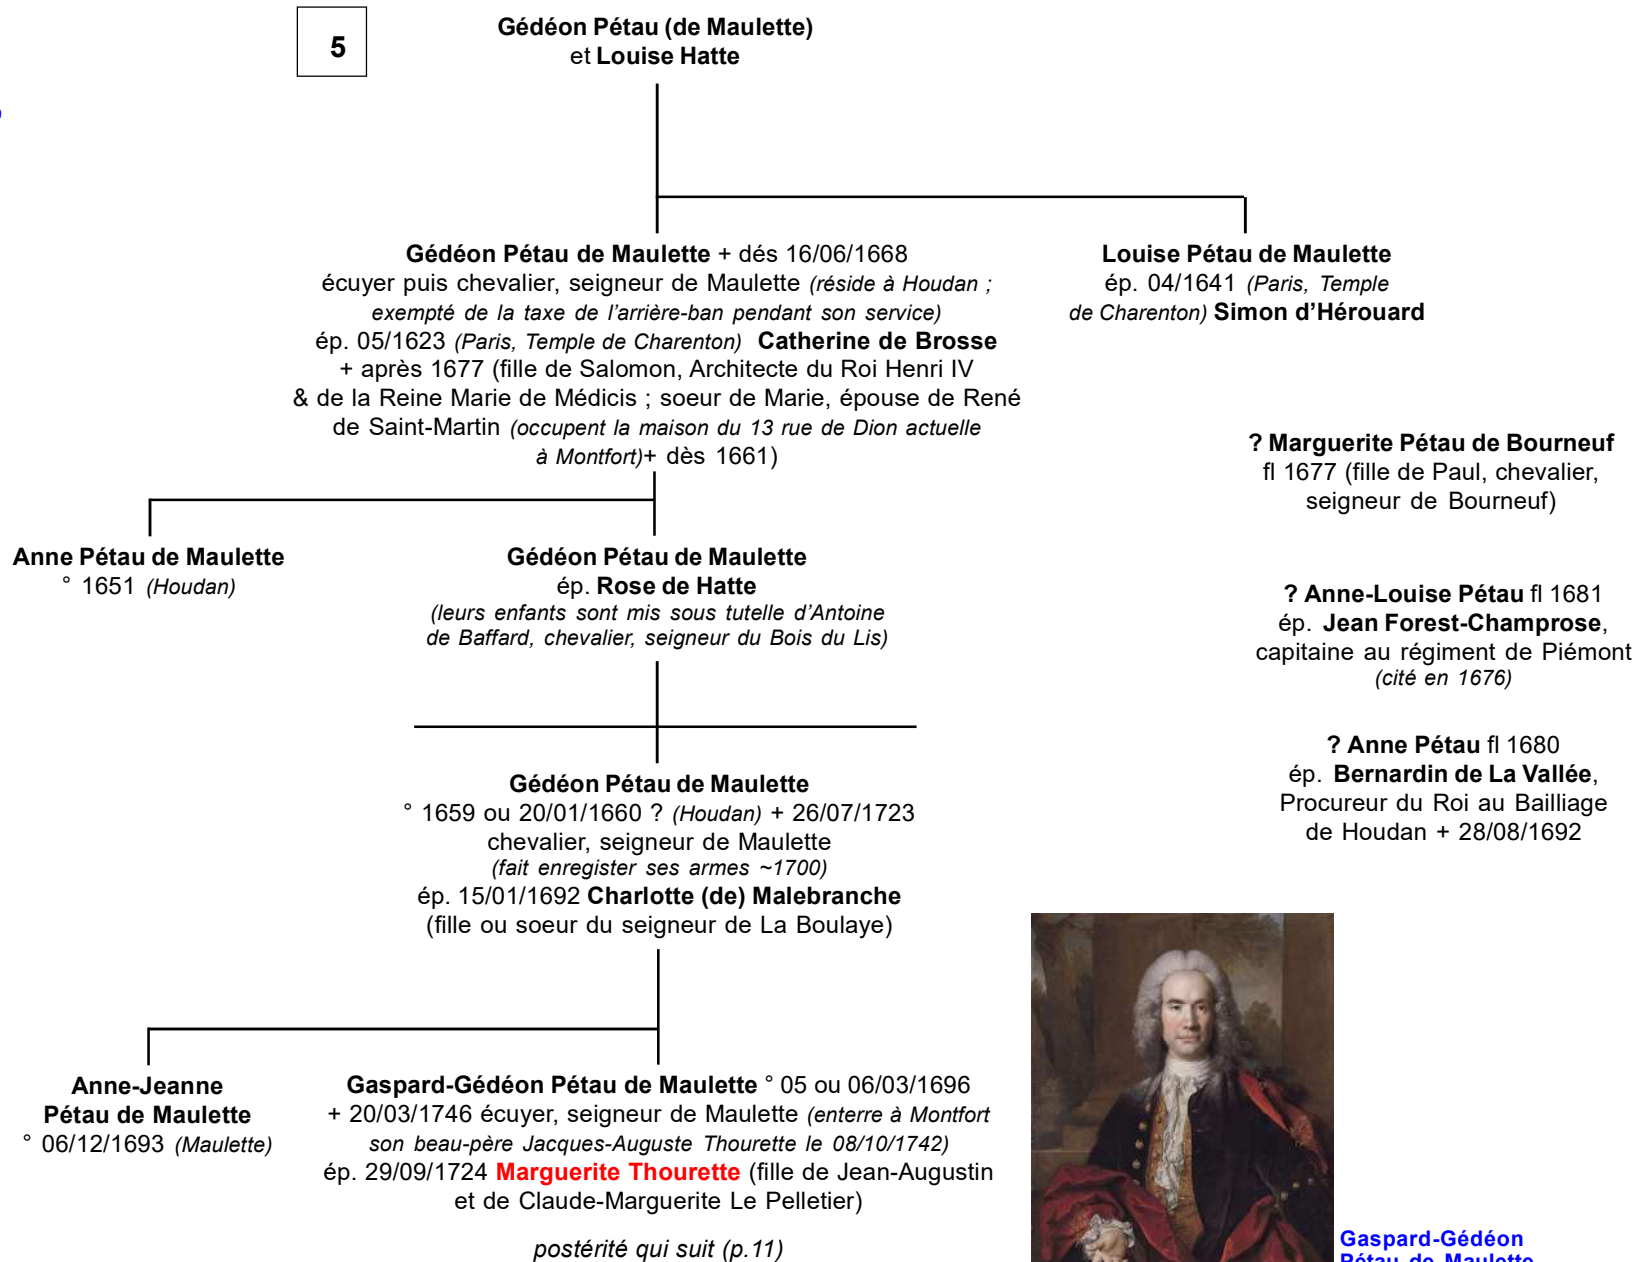 5
Gédéon Pétau (de Maulette)
et Louise Hatte
Gédéon Pétau de Maulette + dés 16/06/1668
écuyer puis chevalier, seigneur de Maulette (réside à Houdan ;
exempté de la taxe de l'arrière-ban pendant son service)
ép. 05/1623 (Paris, Temple de Charenton) Catherine de Brosse
+ après 1677 (fille de Salomon, Architecte du Roi Henri IV
& de la Reine Marie de Médicis ; soeur de Marie, épouse de René
de Saint-Martin (occupent la maison du 13 rue de Dion actuelle
à Montfort)+ dès 1661)
Louise Pétau de Maulette
ép. 04/1641 (Paris, Temple
de Charenton) Simon d'Hérouard
? Marguerite Pétau de Bourneuf
fl 1677 (fille de Paul, chevalier,
seigneur de Bourneuf)
Anne Pétau de Maulette
° 1651 (Houdan)
Gédéon Pétau de Maulette
ép. Rose de Hatte
(leurs enfants sont mis sous tutelle d'Antoine
de Baffard, chevalier, seigneur du Bois du Lis)
? Anne-Louise Pétau fl 1681
ép. Jean Forest-Champrose,
capitaine au régiment de Piémont
(cité en 1676)
? Anne Pétau fl 1680
ép. Bernardin de La Vallée,
Procureur du Roi au Bailliage
de Houdan + 28/08/1692
Gédéon Pétau de Maulette
° 1659 ou 20/01/1660 ? (Houdan) + 26/07/1723
chevalier, seigneur de Maulette
(fait enregister ses armes ~1700)
ép. 15/01/1692 Charlotte (de) Malebranche
(fille ou soeur du seigneur de La Boulaye)
Anne-Jeanne
Pétau de Maulette
° 06/12/1693 (Maulette)
Gaspard-Gédéon Pétau de Maulette ° 05 ou 06/03/1696
+ 20/03/1746 écuyer, seigneur de Maulette (enterre à Montfort
son beau-père Jacques-Auguste Thourette le 08/10/1742)
ép. 29/09/1724 Marguerite Thourette (fille de Jean-Augustin
et de Claude-Marguerite Le Pelletier)
postérité qui suit (p.11)
Gaspard-Gédéon
Pétau de Maulette